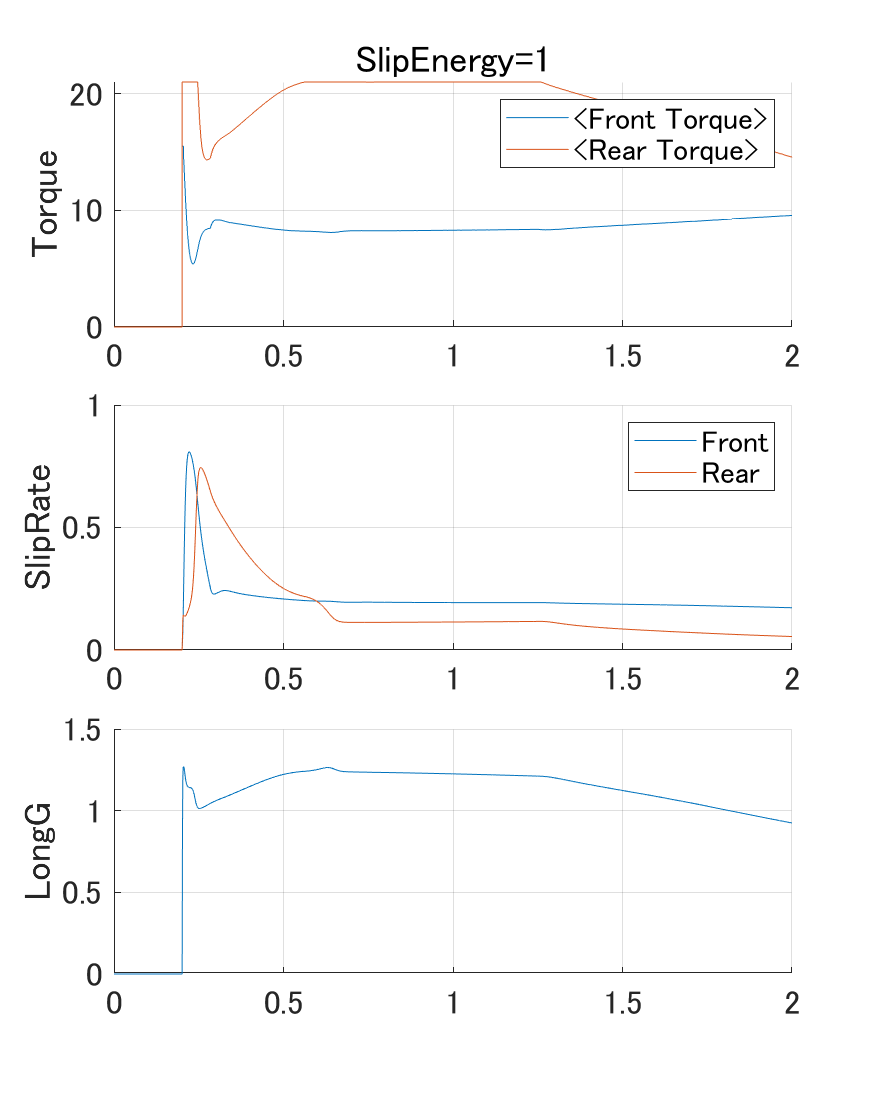 SlipEnergy=1
Torque
20
10
0
<Front Torque>
<Rear Torque>
0 0.5 1 1.5 2
SlipRate
1
0.5
0
Front
Rear
0 0.5 1 1.5 2
LongG
1.5
1
0.5
0
0 0.5 1 1.5 2